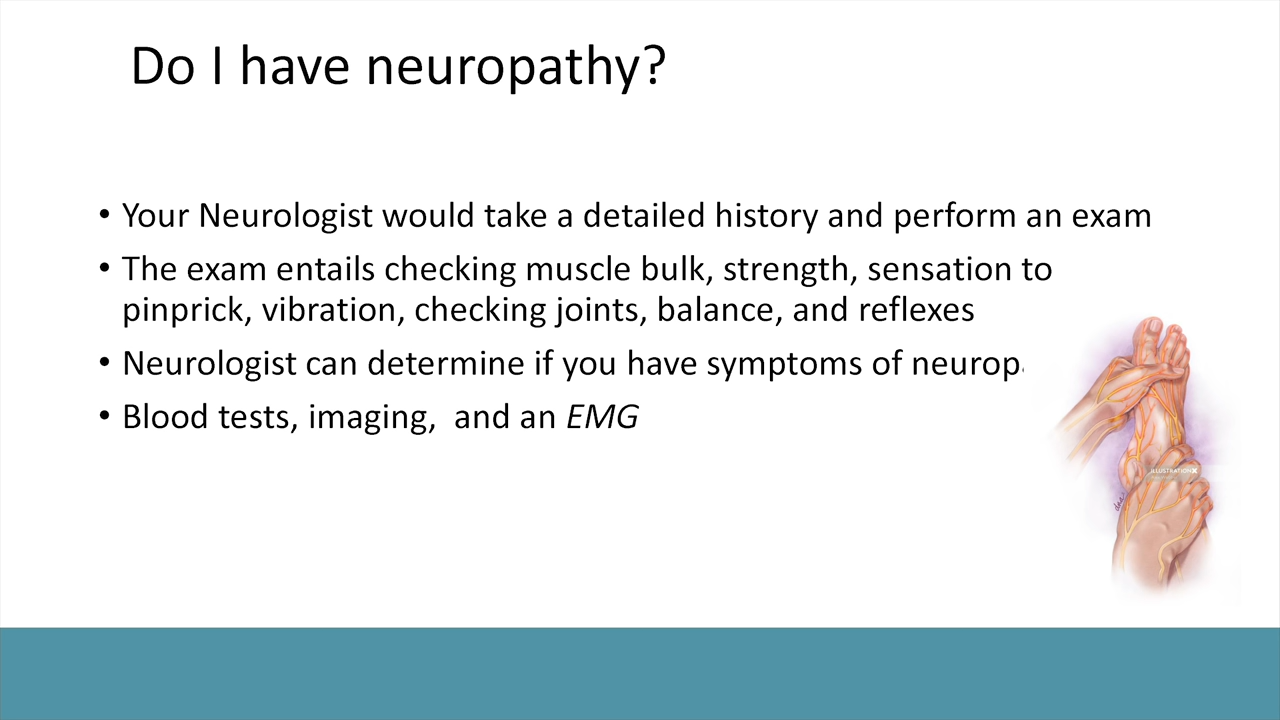 Do I have neuropathy?
• Your Neurologist would take a detailed history and perform an exam
• The exam entails checking muscle bulk, strength, sensation to
pinprick, vibration, checking joints, balance, and reflexes
• Neurologist can determine if you have symptoms of
• Blood tests, imaging,  and an EMG
ILLUSTRATIONX